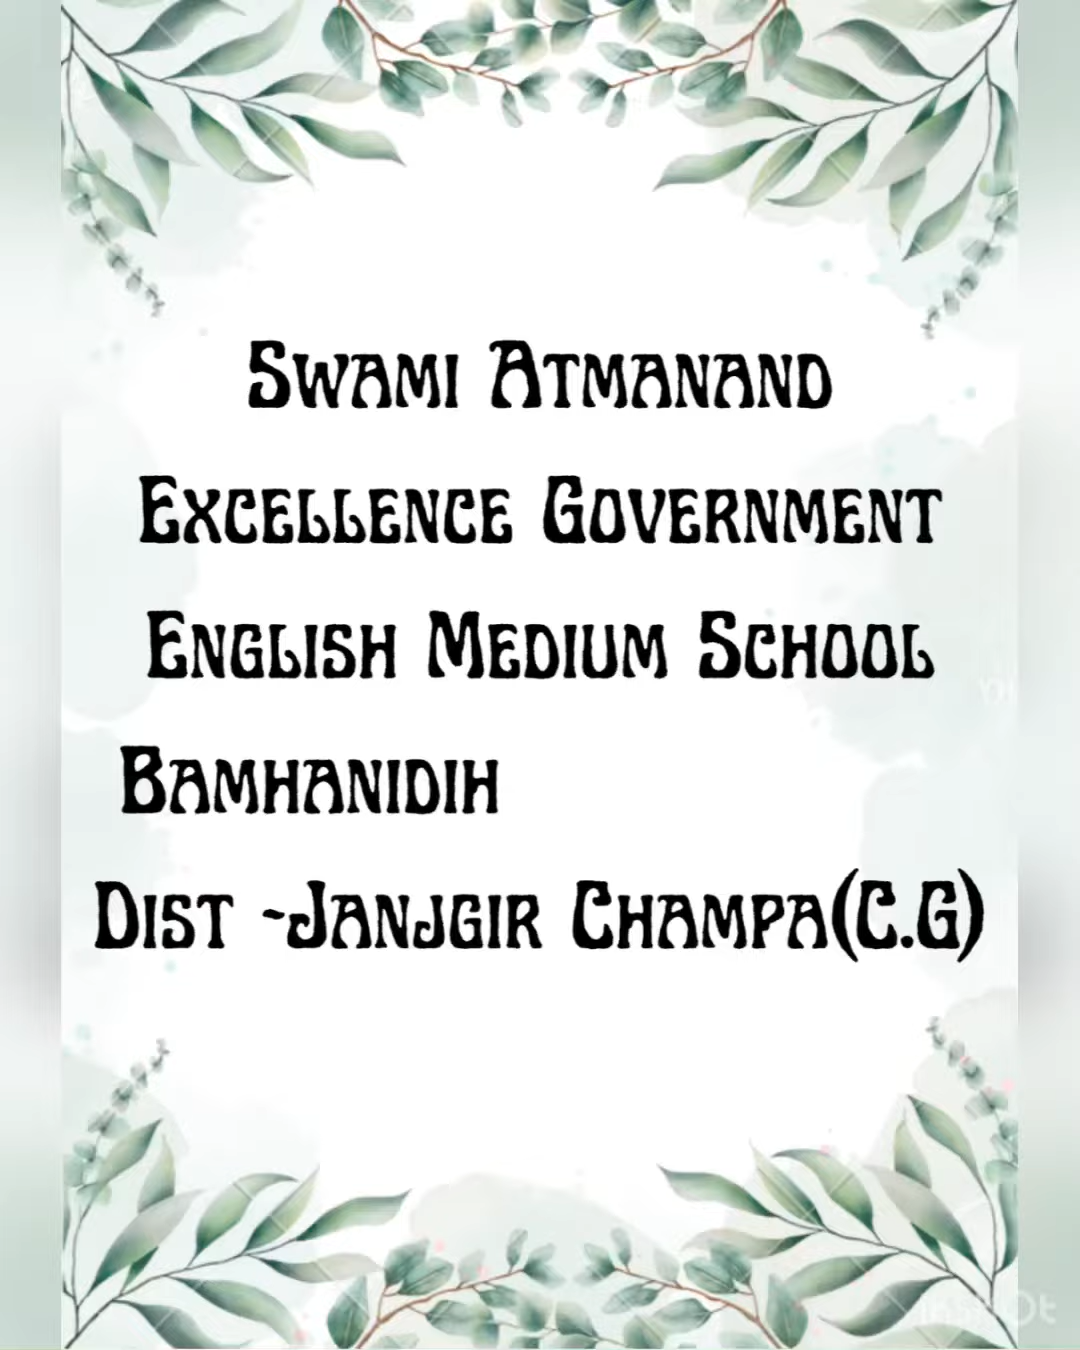 Swami Atmanand
Excellence Government
English Medium School
Bamhanidih
Dist -Janjgir Champa(C.G)